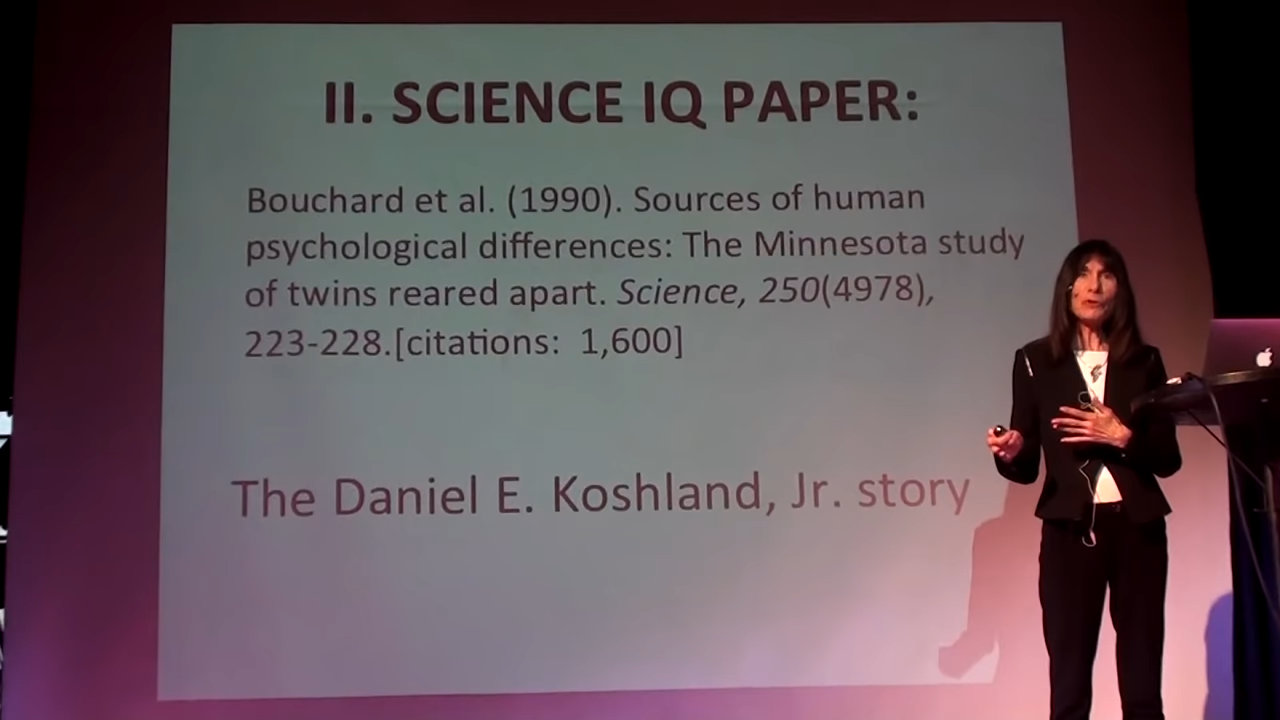 II. SCIENCE IQ PAPER:
Bouchard et al. (1990). Sources of human
psychological differences: The Minnesota study
of twins reared apart. Science, 250(4978),
223-228.[citations:  1,600]
The Daniel E. Koshland, Jr. story